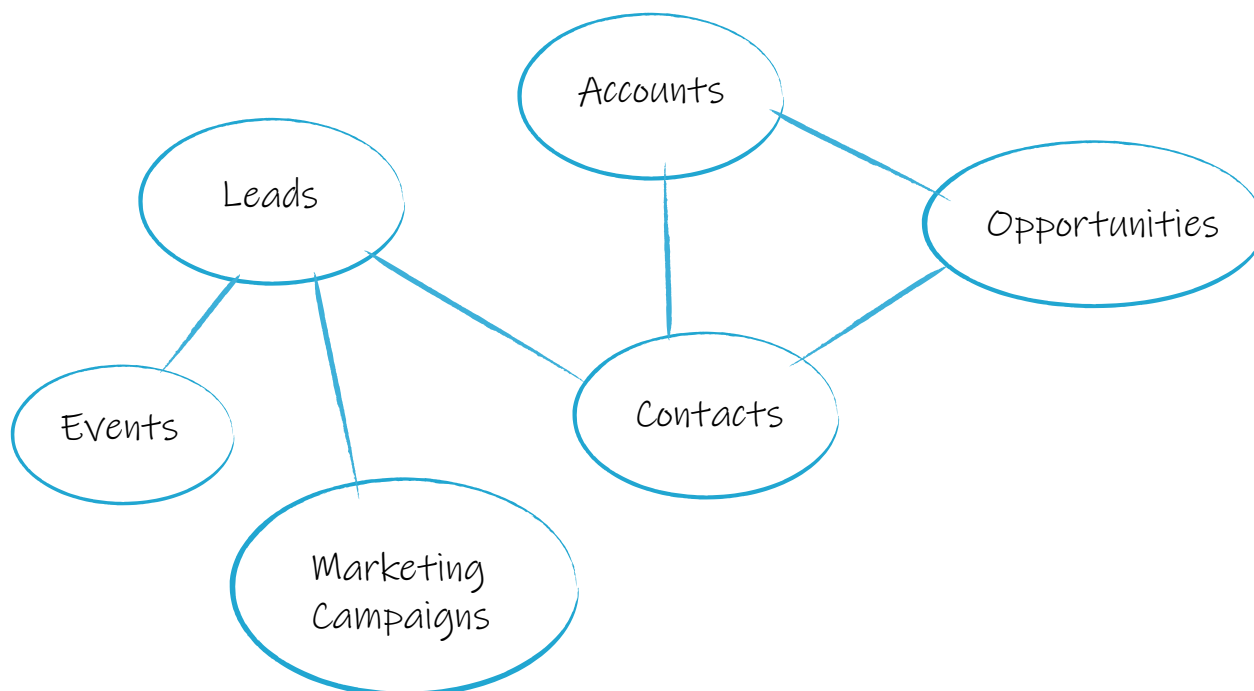 Accounts
Leads
Opportunities
Events
Contacts
Marketing
Campaigns